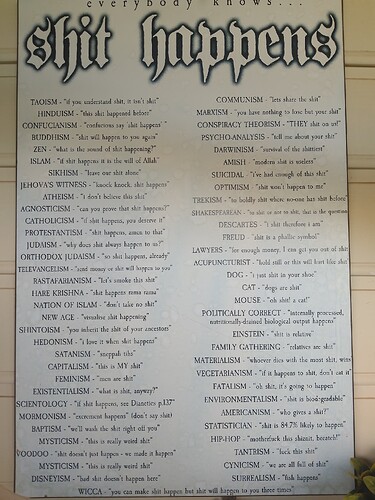 everybody knows...
shit happens
TAOISM - "if you understand shit, it isn't shit"
HINDUISM - "this shit happened before"
CONFUCIANISM - "confucius say 'shit happens'"
BUDDHISM - "shit will happen to you again"
ZEN - "what is the sound of shit happening?"
ISLAM - "if shit happens it is the will of Allah"
SIKHISM - "leave our shit alone"
JEHOVA'S WITNESS - "knock knock, shit happens"
ATHEISM - "I don't believe this shit"
AGNOSTICISM - "can you prove that shit happens?"
CATHOLICISM - "if shit happens, you deserve it"
PROTESTANTISM - "shit happens, amen to that"
JUDAISM - "why does shit always happen to us?"
ORTHODOX JUDAISM - "so shit happens, already"
TELEVANGELISM - "send money or shit will happen to you"
RASTAFARIANISM - "let's smoke this shit"
HARE KRISHNA - "shit happens rama rama"
NATION OF ISLAM - "don't take no shit"
NEW AGE - "visualise shit happening"
SHINTOISM - "you inherit the shit of your ancestors"
HEDONISM - "i love it when shit happens"
SATANISM - "sneppah tihs"
CAPITALISM - "this is MY shit"
FEMINISM - "men are shit"
EXISTENTIALISM - "what is shit, anyway?"
SCIENTOLOGY - "if shit happens, see Dianetics p.137"
MORMONISM - "excrement happens" (don't say shit)
BAPTISM - "we'll wash the shit right off you"
MYSTICISM - "this is really weird shit"
VOODOO - "shit doesn't just happen - we made it happen"
MYSTICISM - "this is really weird shit"
DISNEYISM - "bad shit doesn't happen here"
WICCA - "you can make shit happen but shit will happen to you three times"
COMMUNISM - "lets share the shit"
MARXISM - "you have nothing to lose but your shit"
CONSPIRACY THEORISM - "THEY shit on us!"
PSYCHO-ANALYSIS - "tell me about your shit"
DARWINISM - "survival of the shittiest"
AMISH - "modern shit is useless"
SUICIDAL - "i've had enough of this shit"
OPTIMISM - "shit won't happen to me"
TREKISM - "to boldly shit where no-one has shit before"
SHAKESPEAREAN - "to shit or not to shit, that is the question"
DESCARTES - "i shit therefore i am"
FREUD - "shit is a phallic symbol"
LAWYERS - "for enough money, I can get you out of shit"
ACUPUNCTURIST - "hold still or this will hurt like shit"
DOG - "i just shit in your shoe"
CAT - "dogs are shit"
MOUSE - "oh shit! a cat!"
POLITICALLY CORRECT - "internally processed,
nutritionally-drained biological output happens"
EINSTEIN - "shit is relative"
FAMILY GATHERING - "relatives are shit"
MATERIALISM - "whoever dies with the most shit, wins"
VEGETARIANISM - "if it happens to shit, don't eat it"
FATALISM - "oh shit, it's going to happen"
ENVIRONMENTALISM - "shit is biodegradable"
AMERICANISM - "who gives a shit?"
STATISTICIAN - "shit is 84.7% likely to happen"
HIP-HOP - "motherfuck this shizzit, beeatch!"
TANTRISM - "fuck this shit"
CYNICISM - "we are all full of shit"
SURREALISM - "fish happens"